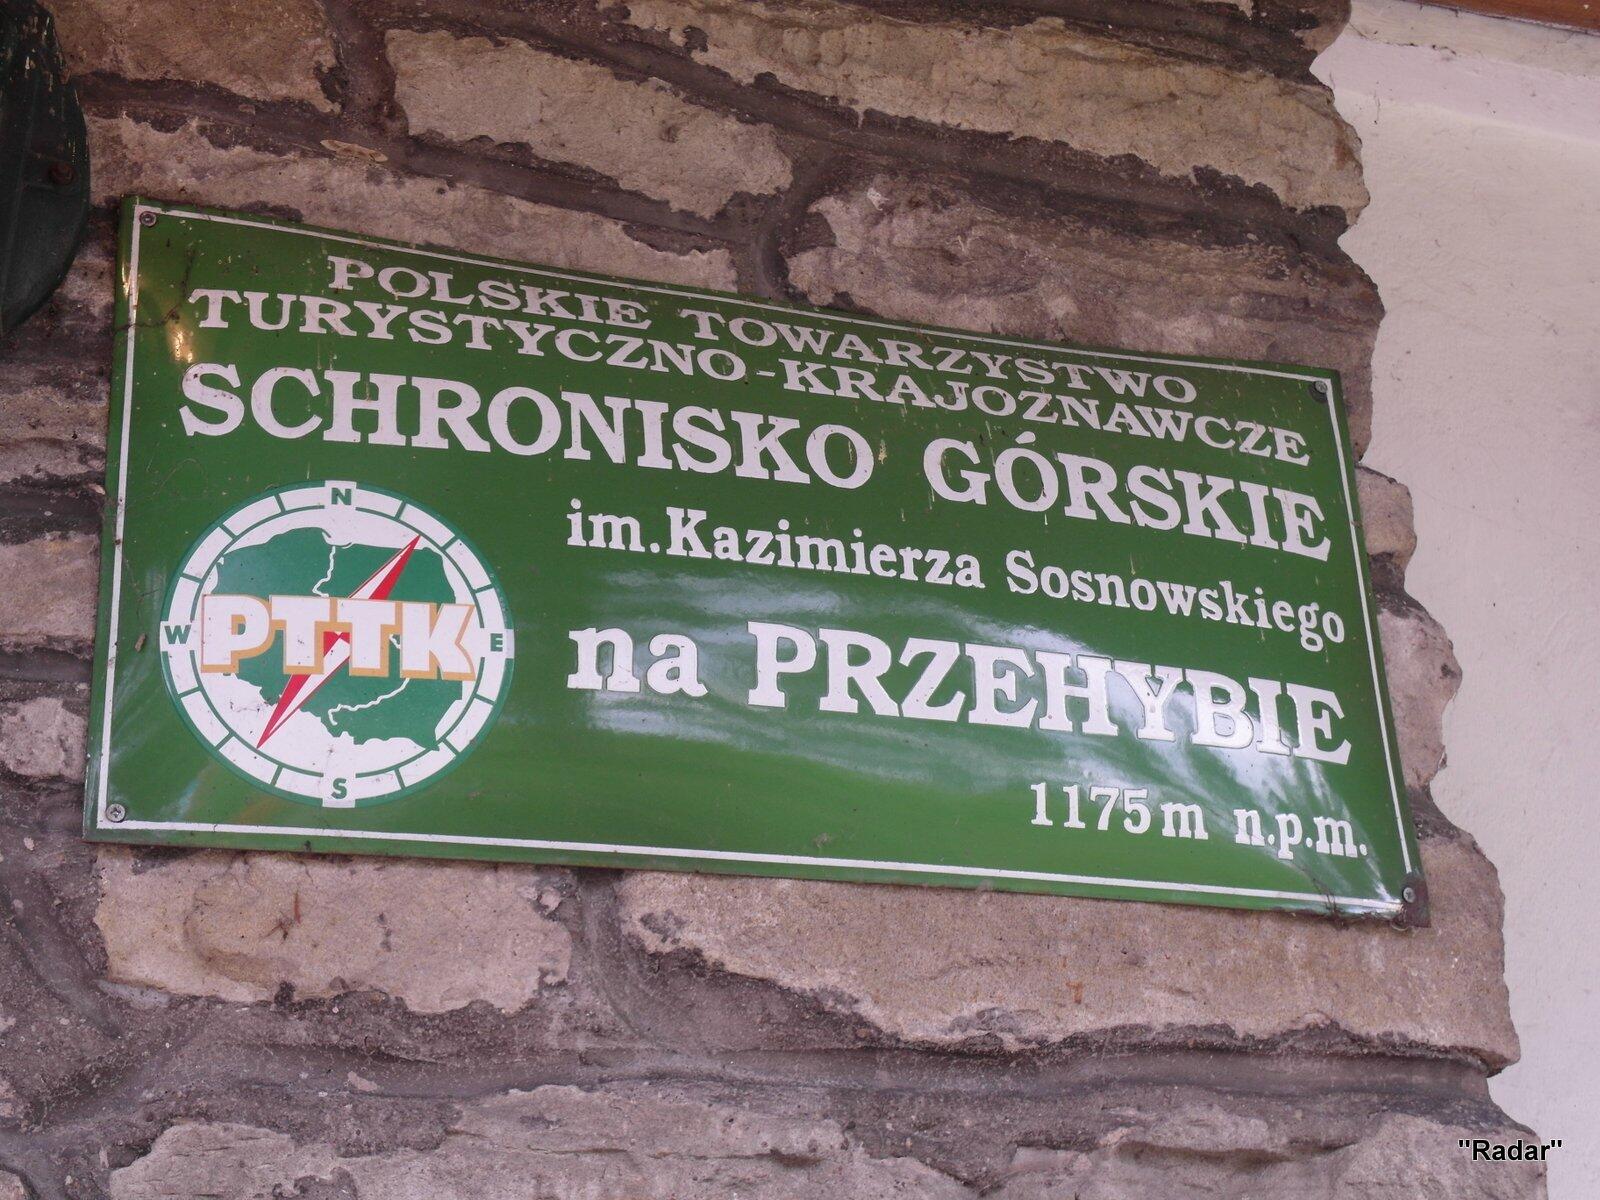 POLSKIE TOWARZYSTWO
TURYSTYCZNO-KRAJOZNAWCZE
SCHRONISKO GÓRSKIE
im. Kazimierza Sosnowskiego
na PRZEHYBIE
1175 m n.p.m.
N
W PTTK E
S
"Radar"